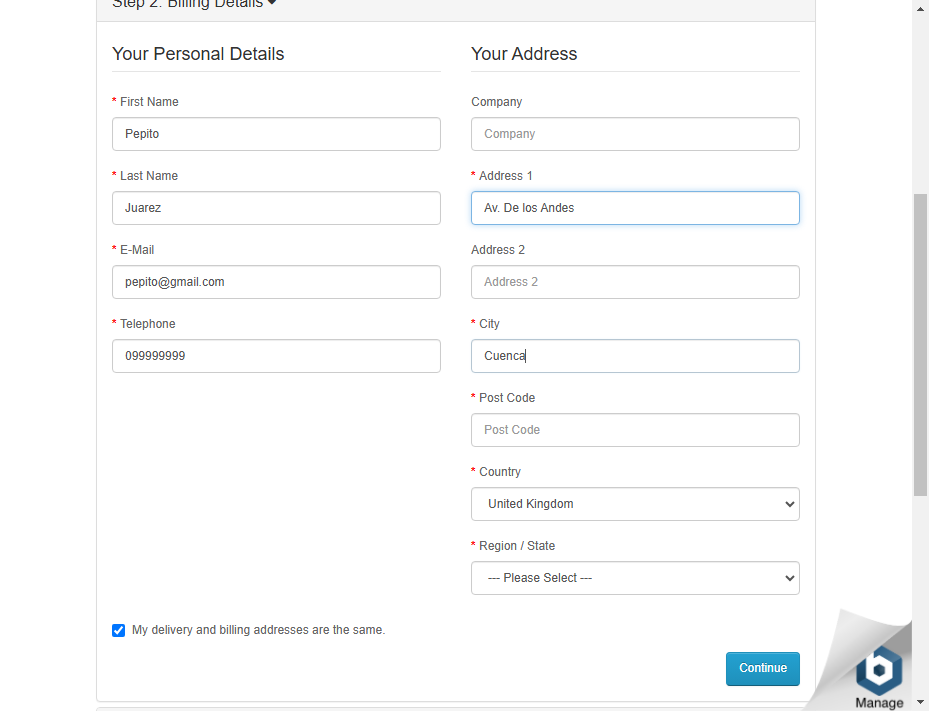 Step 2: Billing Details
Your Personal Details
* First Name
Pepito
* Last Name
Juarez
* E-Mail
pepito@gmail.com
* Telephone
099999999
Your Address
Company
Company
* Address 1
Av. De los Andes
Address 2
Address 2
* City
Cuenca
* Post Code
Post Code
* Country
United Kingdom
* Region / State
--- Please Select ---
My delivery and billing addresses are the same.
Continue
Manage